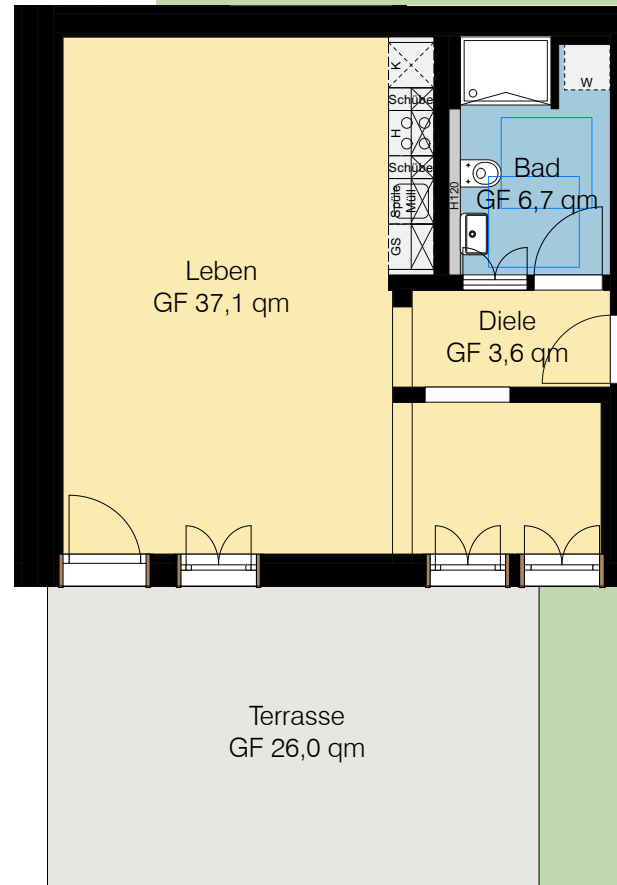 K
Schübe
H
Schübe
Spüle
Müll
GS
W
Bad
GF 6,7 qm
H120
Leben
GF 37,1 qm
Diele
GF 3,6 qm
Terrasse
GF 26,0 qm